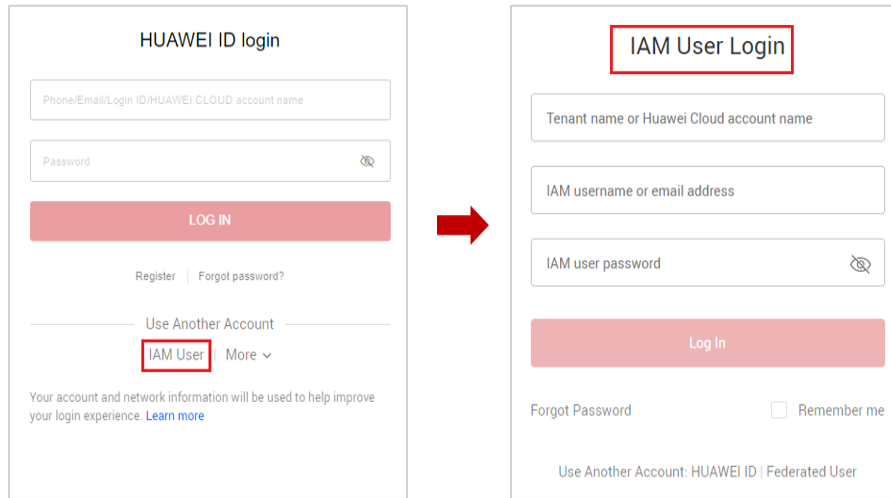 HUAWEI ID login
Phone/Email/Login ID/HUAWEI CLOUD account name
Password
LOG IN
Register | Forgot password?
Use Another Account
IAM User | More
Your account and network information will be used to help improve
your login experience. Learn more
IAM User Login
Tenant name or Huawei Cloud account name
IAM username or email address
IAM user password
Log In
Forgot Password
Remember me
Use Another Account: HUAWEI ID | Federated User